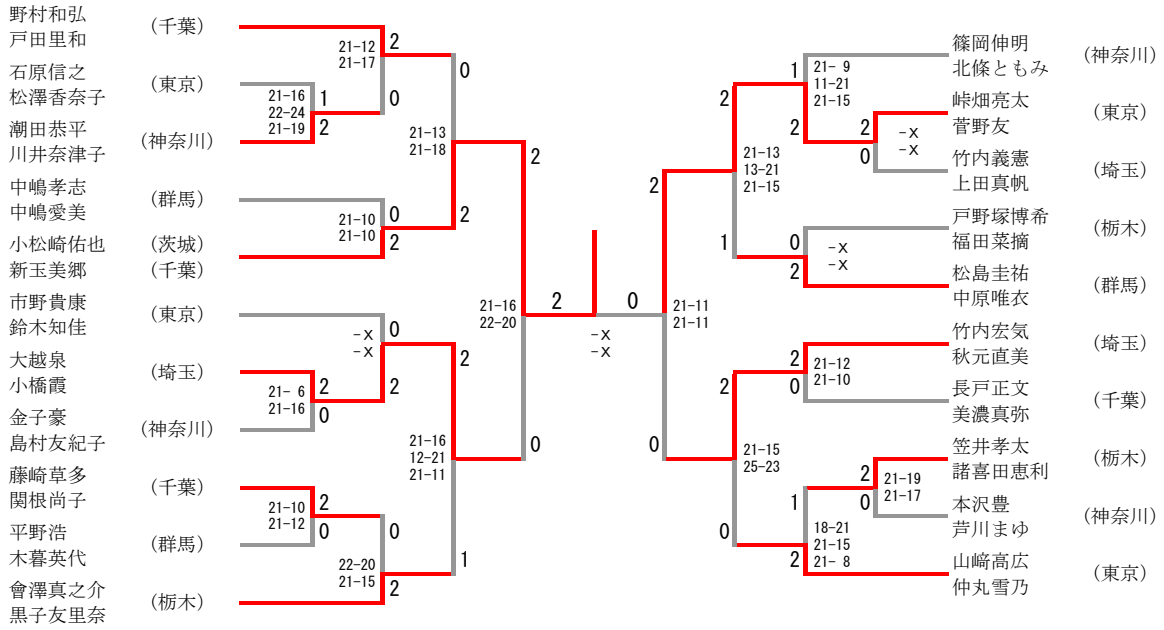 野村和弘
戸田里和
(千葉)
石原信之
松澤香奈子
(東京)
潮田恭平
川井奈津子
(神奈川)
中嶋孝志
中嶋愛美
(群馬)
小松崎佑也
(茨城)
新玉美郷
(千葉)
市野貴康
鈴木知佳
(東京)
大越泉
小橋霞
(埼玉)
金子豪
島村友紀子
(神奈川)
藤崎草多
関根尚子
(千葉)
平野浩
木暮英代
(群馬)
會澤真之介
黒子友里奈
(栃木)
21-12
21-17
2
0
21-16
22-24
21-19
1
2
21-10
21-10
0
2
21-13
21-18
0
2
-X
-X
0
2
21- 6
21-16
2
0
21-10
21-12
2
0
22-20
21-15
0
2
21-16
12-21
21-11
2
1
21-16
22-20
2
0
2
0
-X
-X
21-11
21-11
2
0
21-13
13-21
21-15
2
1
21- 9
11-21
21-15
1
2
-X
-X
2
0
-X
-X
0
2
21-15
25-23
2
0
21-12
21-10
2
0
21-19
21-17
2
0
18-21
21-15
21- 8
1
2
篠岡伸明
北條ともみ
(神奈川)
峠畑亮太
菅野友
(東京)
竹内義憲
上田真帆
(埼玉)
戸野塚博希
福田菜摘
(栃木)
松島圭祐
中原唯衣
(群馬)
竹内宏気
秋元直美
(埼玉)
長戸正文
美濃真弥
(千葉)
笠井孝太
諸喜田恵利
(栃木)
本沢豊
芦川まゆ
(神奈川)
山﨑高広
仲丸雪乃
(東京)